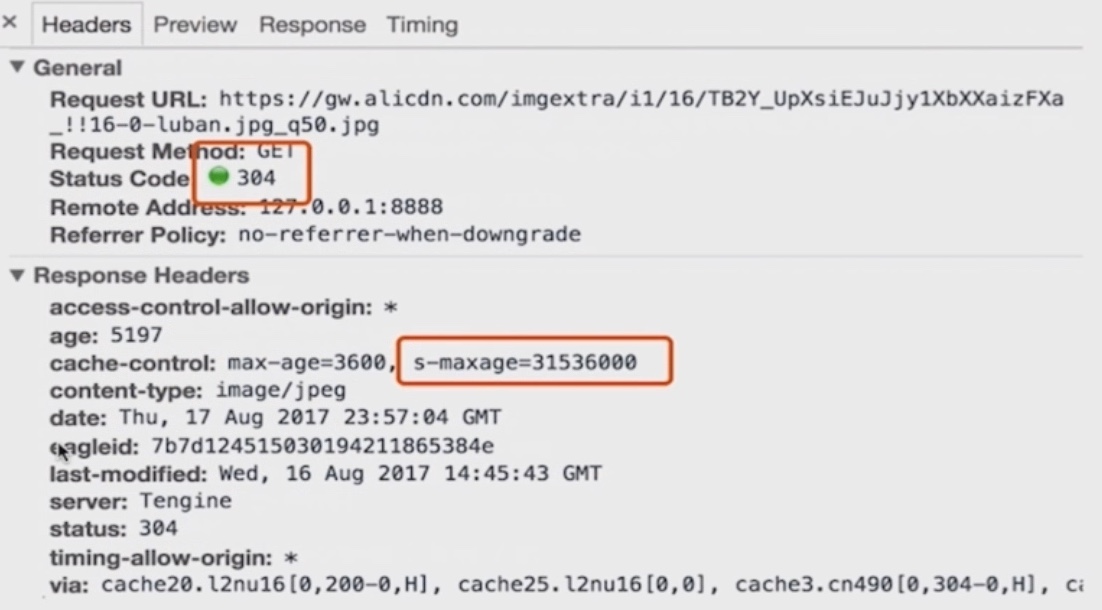 × Headers Preview Response Timing
▼ General
Request URL: https://gw.alicdn.com/imgextra/i1/16/TB2Y_UpXsiEJuJjy1XbXXaizFXa
_!!16-0-luban.jpg_q50.jpg
Request Method: GET
Status Code 304
Remote Address: 127.0.0.1:8888
Referrer Policy: no-referrer-when-downgrade
▼ Response Headers
access-control-allow-origin: *
age: 5197
cache-control: max-age=3600, s-maxage=31536000
content-type: image/jpeg
date: Thu, 17 Aug 2017 23:57:04 GMT
eagleid: 7b7d12451503019421186538​4e
last-modified: Wed, 16 Aug 2017 14:45:43 GMT
server: Tengine
status: 304
timing-allow-origin: *
via: cache20.l2nu16[0,200-0,H], cache25.l2nu16[0,0], cache3.cn490[0,304-0,H],